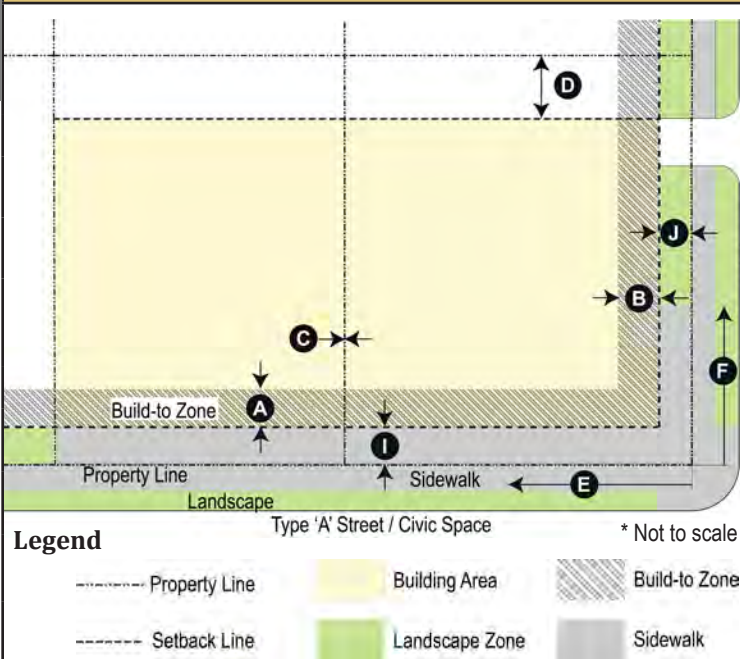 D
J
B
C
F
Build-to Zone
A
I
Property Line
Sidewalk
E
Landscape
Type 'A' Street / Civic Space
* Not to scale
Legend
Property Line
Building Area
Build-to Zone
Setback Line
Landscape Zone
Sidewalk